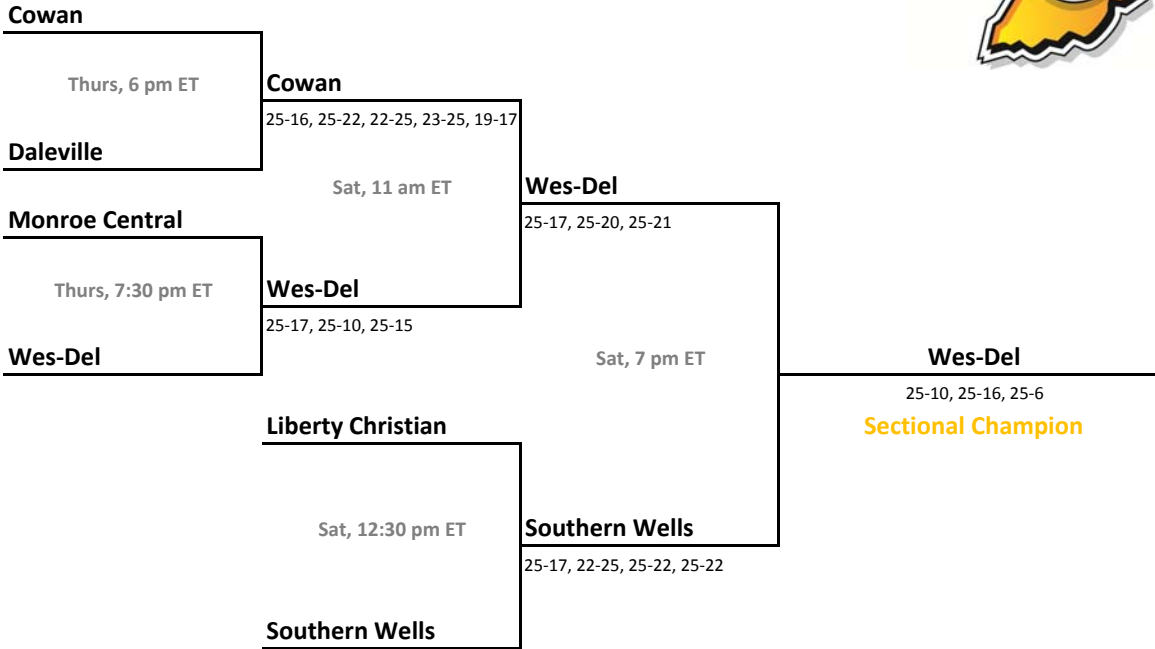 Cowan
Thurs, 6 pm ET
Cowan
25-16, 25-22, 22-25, 23-25, 19-17
Daleville
Sat, 11 am ET
Wes-Del
25-17, 25-20, 25-21
Monroe Central
Thurs, 7:30 pm ET
Wes-Del
25-17, 25-10, 25-15
Wes-Del
Sat, 7 pm ET
Wes-Del
25-10, 25-16, 25-6
Sectional Champion
Liberty Christian
Sat, 12:30 pm ET
Southern Wells
25-17, 22-25, 25-22, 25-22
Southern Wells